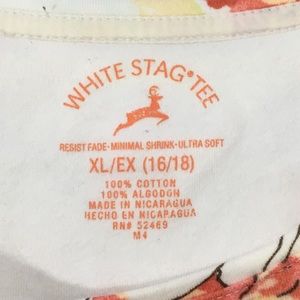 WHITE STAG® TEE
RESIST FADE · MINIMAL SHRINK · ULTRA SOFT
XL/EX (16/18)
100% COTTON
100% ALGODON
MADE IN NICARAGUA
HECHO EN NICARAGUA
RN# 52469
M4